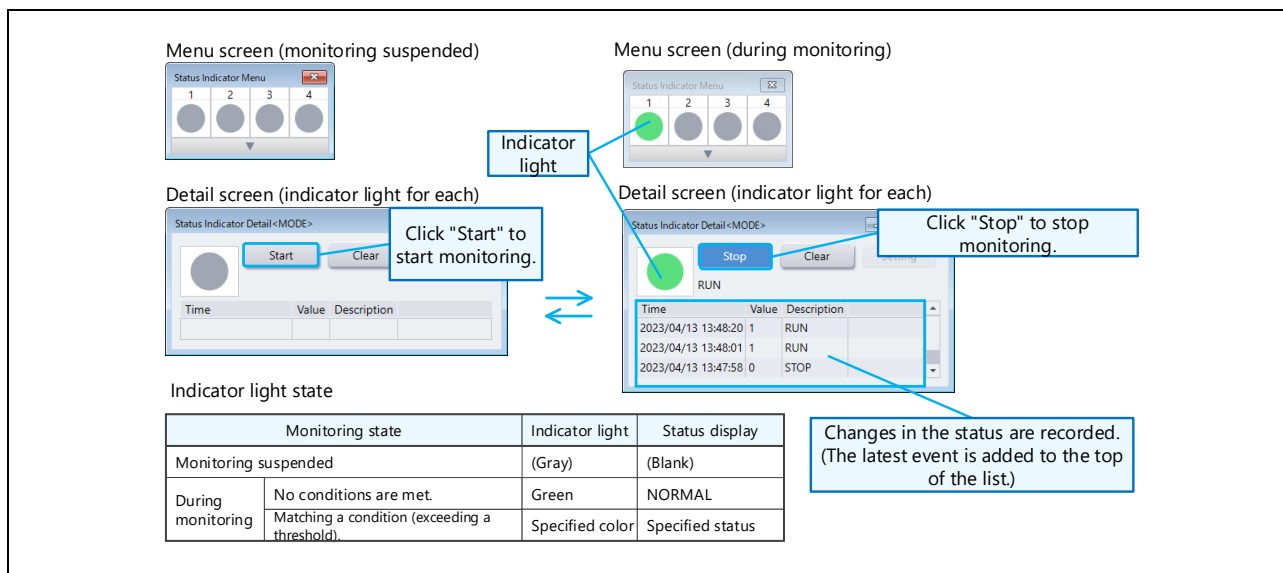 Menu screen (monitoring suspended)
Status Indicator Menu
1 2 3 4
Menu screen (during monitoring)
Status Indicator Menu
1 2 3 4
Indicator
light
Detail screen (indicator light for each)
Status Indicator Detail<MODE>
Start Clear
Click "Start" to
start monitoring.
Time Value Description
Detail screen (indicator light for each)
Status Indicator Detail<MODE>
Stop Clear
Click "Stop" to stop
monitoring.
RUN
Time Value Description
2023/04/13 13:48:20 1 RUN
2023/04/13 13:48:01 1 RUN
2023/04/13 13:47:58 0 STOP
Changes in the status are recorded.
(The latest event is added to the top
of the list.)
Indicator light state
Monitoring state Indicator light Status display
Monitoring suspended (Gray) (Blank)
During
monitoring
No conditions are met. Green NORMAL
Matching a condition (exceeding a
threshold). Specified color Specified status